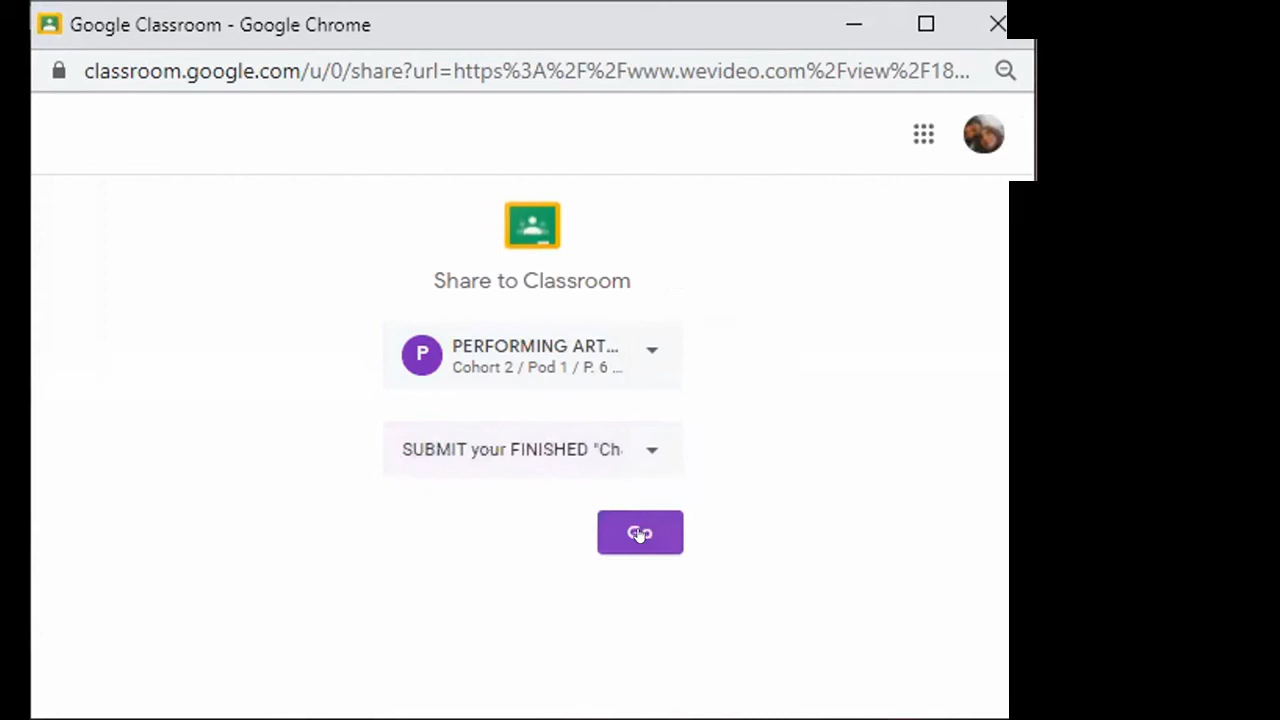 Google Classroom - Google Chrome
classroom.google.com/u/0/share?url=https%3A%2F%2Fwww.wevideo.com%2Fview%2F18...
Share to Classroom
P
PERFORMING ART...
Cohort 2 / Pod 1 / P. 6 ...
SUBMIT your FINISHED "Ch
Go